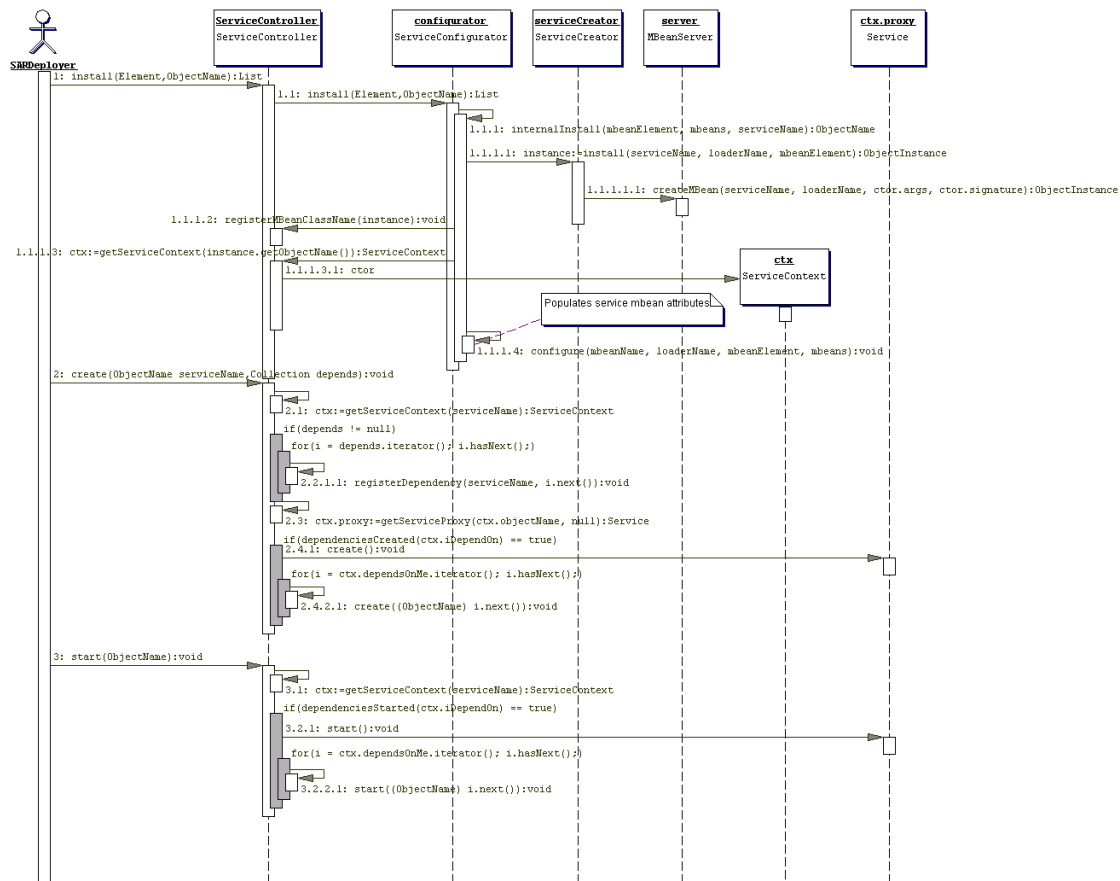 ServiceController
ServiceController
configurator
ServiceConfigurator
serviceCreator
ServiceCreator
server
MBeanServer
ctx.proxy
Service
SARDeployer
1: install(Element,ObjectName):List
1.1: install(Element,ObjectName):List
1.1.1: internalInstall(mbeanElement, mbeans, serviceName):ObjectName
1.1.1.1: instance:=install(serviceName, loaderName, mbeanElement):ObjectInstance
1.1.1.1.1: createMBean(serviceName, loaderName, ctor.args, ctor.signature):ObjectInstance
1.1.1.2: registerMBeanClassName(instance):void
1.1.1.3: ctx:=getServiceContext(instance.getObjectName()):ServiceContext
1.1.1.3.1: ctor
ctx
ServiceContext
Populates service mbean attributes
1.1.1.4: configure(mbeanName, loaderName, mbeanElement, mbeans):void
2: create(ObjectName serviceName,Collection depends):void
2.1: ctx:=getServiceContext(serviceName):ServiceContext
if(depends != null)
for(i = depends.iterator(); i.hasNext();)
2.2.1.1: registerDependency(serviceName, i.next()):void
2.3: ctx.proxy:=getServiceProxy(ctx.objectName, null):Service
if(dependenciesCreated(ctx.iDependOn) == true)
2.4.1: create():void
for(i = ctx.dependsOnMe.iterator(); i.hasNext();)
2.4.2.1: create((ObjectName) i.next()):void
3: start(ObjectName):void
3.1: ctx:=getServiceContext(serviceName):ServiceContext
if(dependenciesStarted(ctx.iDependOn) == true)
3.2.1: start():void
for(i = ctx.dependsOnMe.iterator(); i.hasNext();)
3.2.2.1: start((ObjectName) i.next()):void